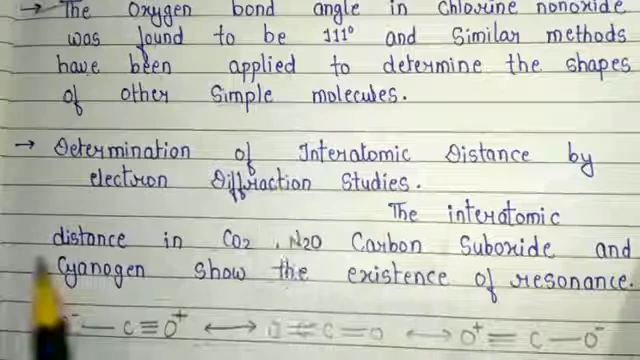 → The Oxygen bond angle in Chlorine nonoxide
was found to be 111° and Similar methods
have been applied to determine the shapes
of other Simple molecules.
→ Determination of Interatomic Distance by
electron Diffraction Studies.
The interatomic
distance in CO2 , N2O Carbon Suboxide and
Cyanogen show the existence of resonance.
— C≡O⁺ ⟷ O=C=O ⟷ O⁺≡C—O⁻